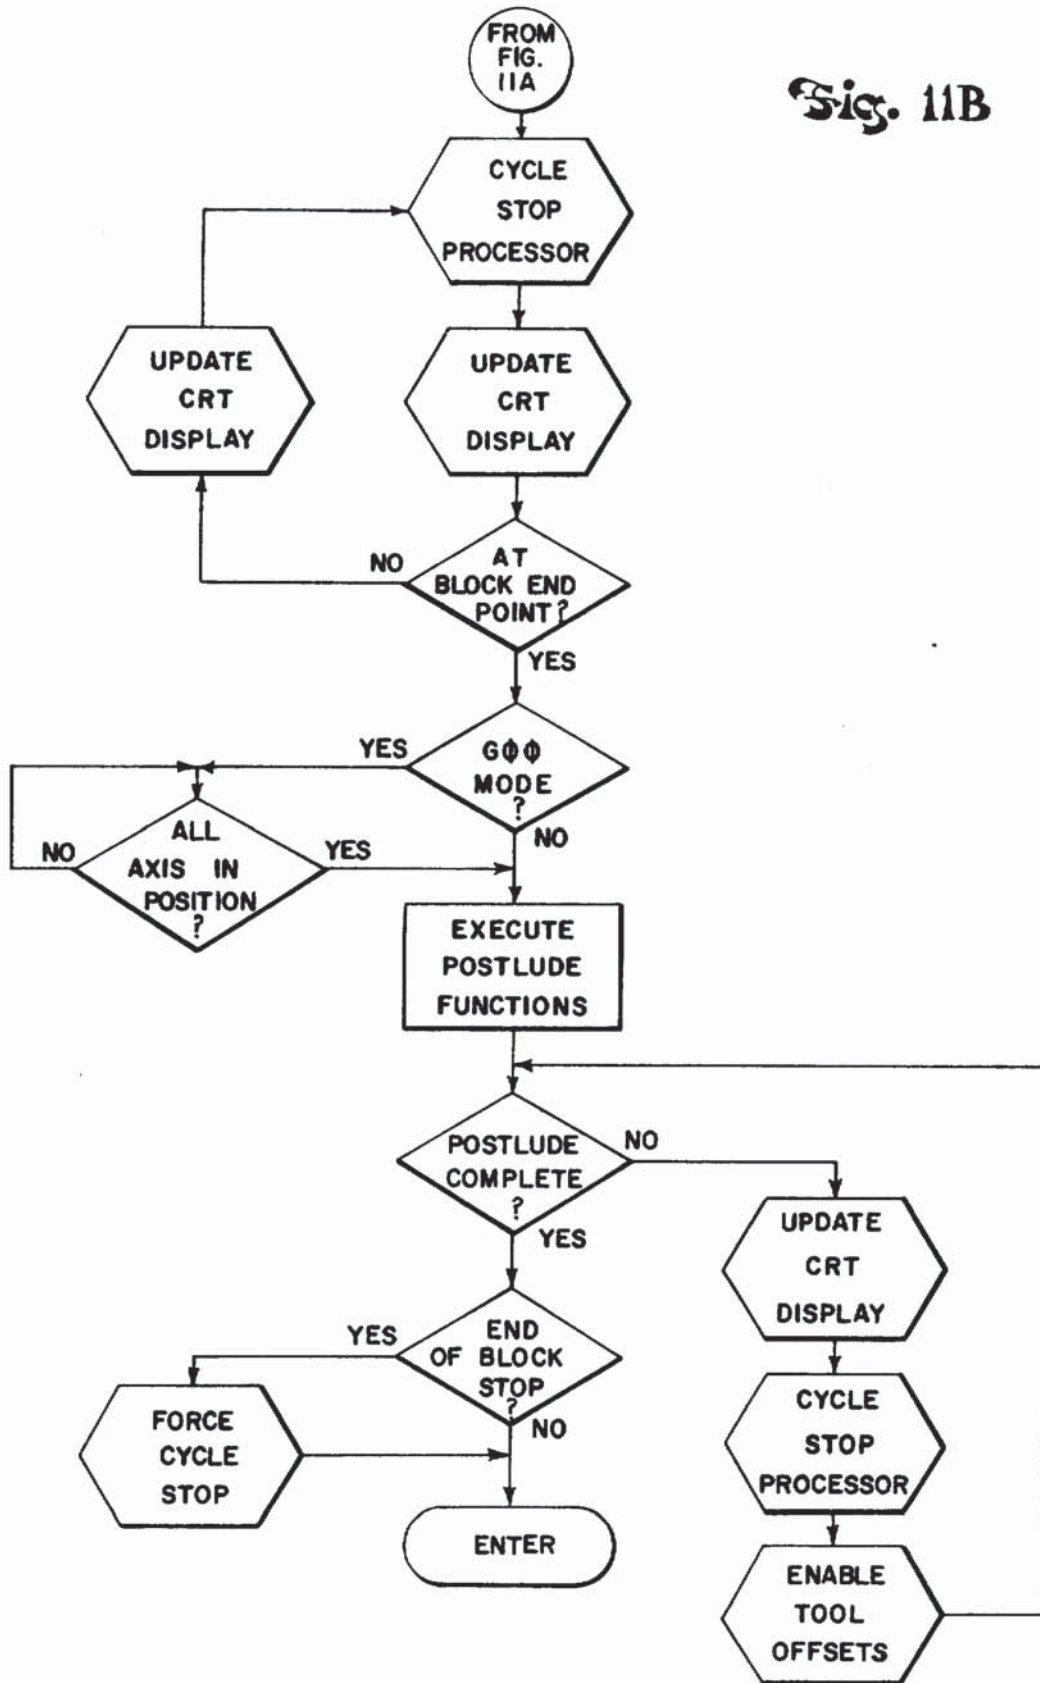 FROM
FIG.
11A
Fig. 11B
CYCLE
STOP
PROCESSOR
UPDATE
CRT
DISPLAY
UPDATE
CRT
DISPLAY
NO
AT
BLOCK END
POINT?
YES
YES
GΦΦ
MODE
?
NO
NO
ALL
AXIS IN
POSITION
?
YES
EXECUTE
POSTLUDE
FUNCTIONS
POSTLUDE
COMPLETE
?
NO
YES
UPDATE
CRT
DISPLAY
YES
END
OF BLOCK
STOP
?
NO
FORCE
CYCLE
STOP
CYCLE
STOP
PROCESSOR
ENTER
ENABLE
TOOL
OFFSETS